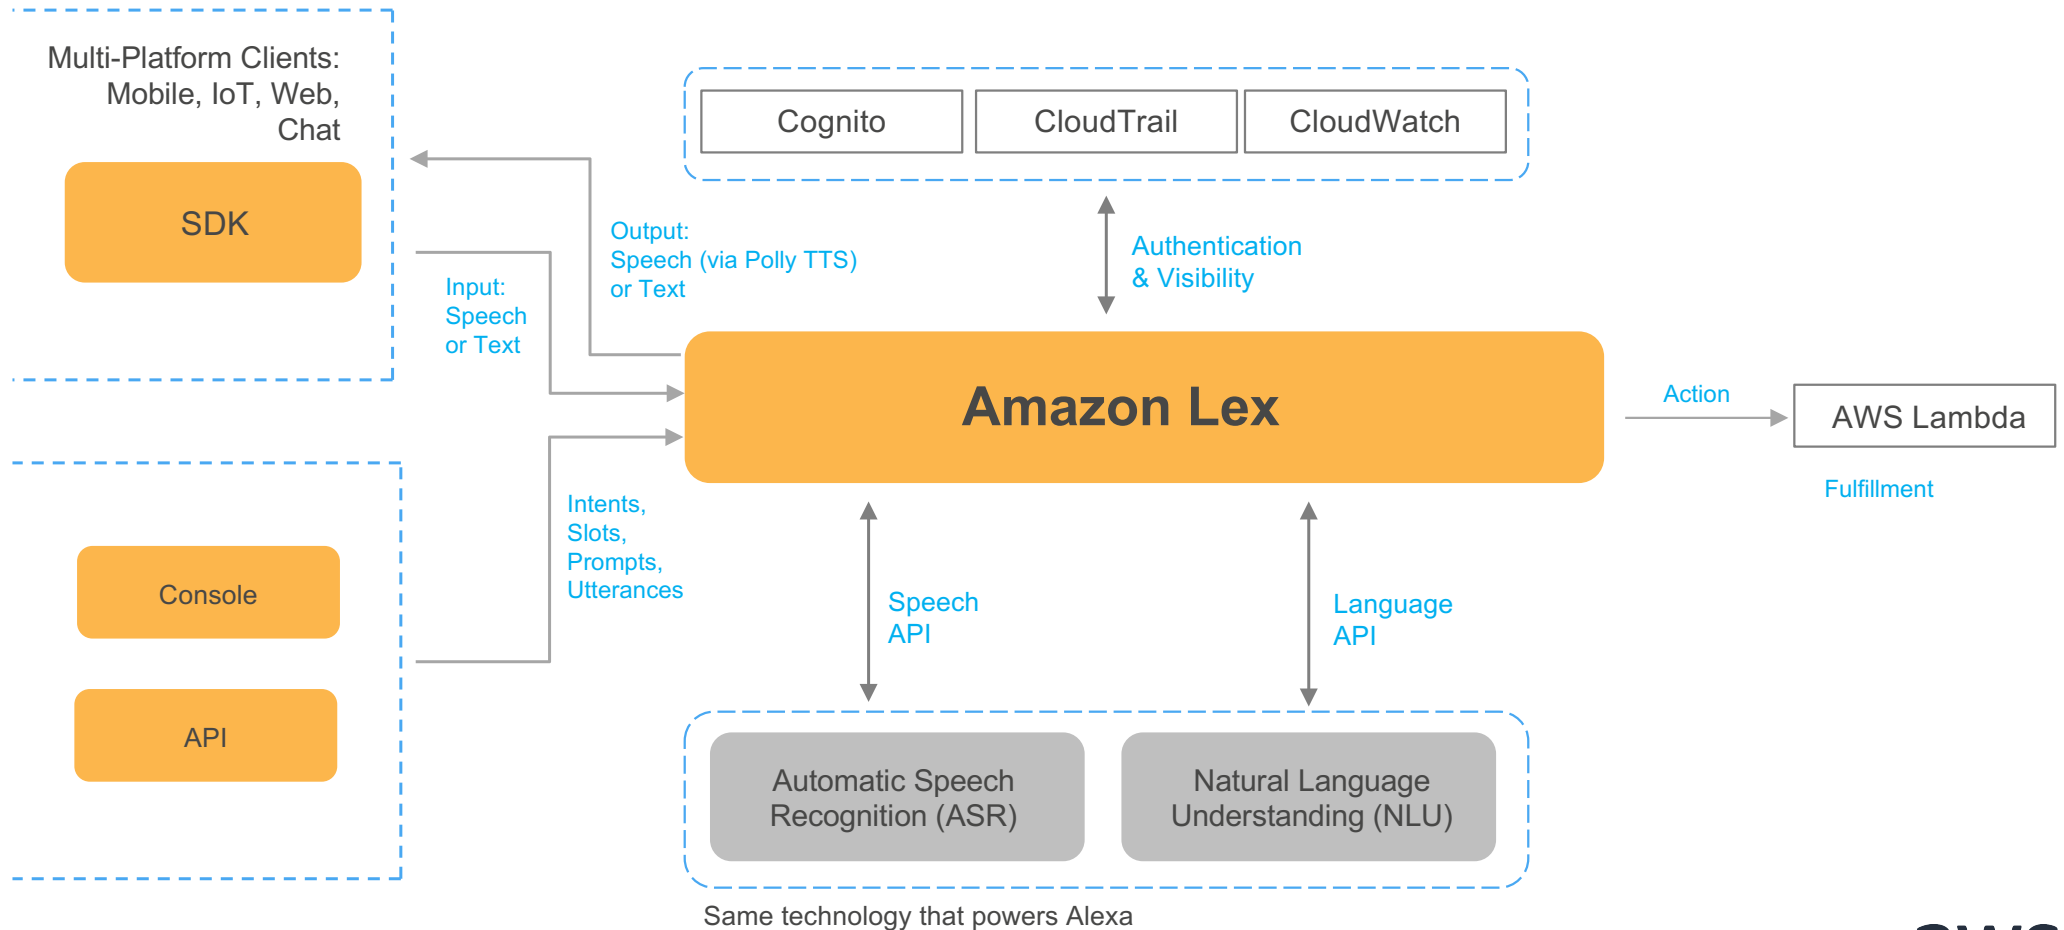 Multi-Platform Clients:
Mobile, IoT, Web,
Chat
SDK
Cognito
CloudTrail
CloudWatch
Output:
Speech (via Polly TTS)
or Text
Input:
Speech
or Text
Authentication
& Visibility
Amazon Lex
Action
AWS Lambda
Fulfillment
Intents,
Slots,
Prompts,
Utterances
Console
API
Speech
API
Language
API
Automatic Speech
Recognition (ASR)
Natural Language
Understanding (NLU)
Same technology that powers Alexa